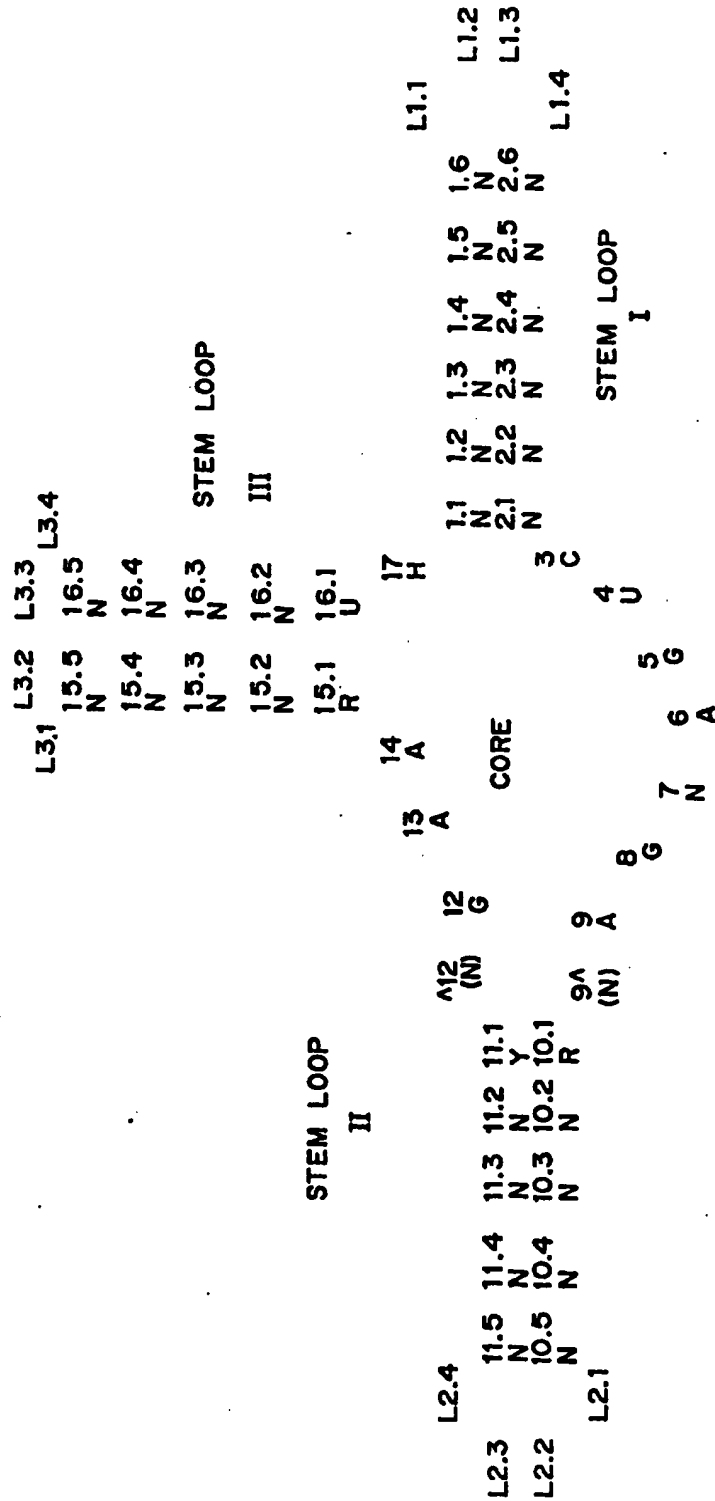 L3.2 L3.3
L3.1 L3.4
15.5 16.5
N N
15.4 16.4
N N
15.3 16.3
N N
15.2 16.2
N N
15.1 16.1
R U
STEM LOOP
III
14
A
17
H
13
A
12
G
^12
(N)
STEM LOOP
II
L2.4
11.5 11.4 11.3 11.2 11.1
N N N N Y
10.5 10.4 10.3 10.2 10.1
N N N N R
L2.3
L2.2
L2.1
CORE
9^
(N)
9
A
8
G
7
N
6
A
5
G
4
U
3
C
1.1 1.2 1.3 1.4 1.5 1.6
N N N N N N
2.1 2.2 2.3 2.4 2.5 2.6
N N N N N N
L1.1
L1.2
L1.3
L1.4
STEM LOOP
I